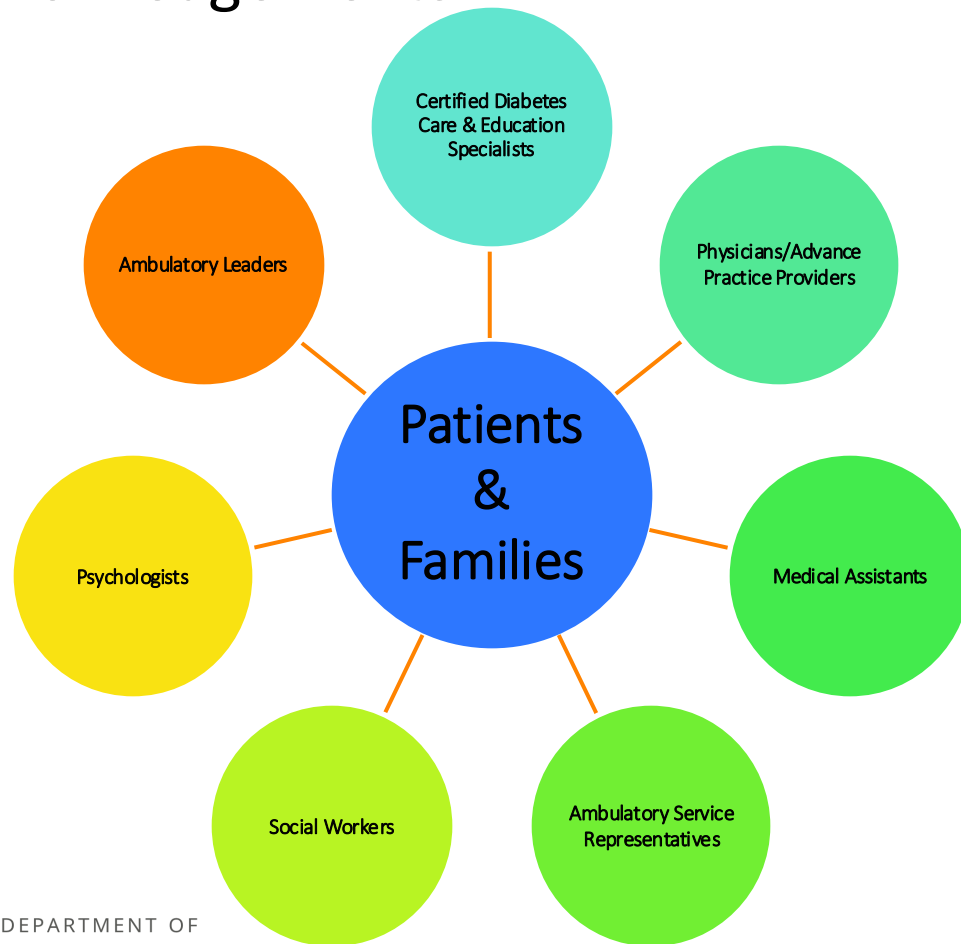 Certified Diabetes
Care & Education
Specialists
Ambulatory Leaders
Physicians/Advance
Practice Providers
Patients
&
Families
Psychologists
Medical Assistants
Social Workers
Ambulatory Service
Representatives
DEPARTMENT OF